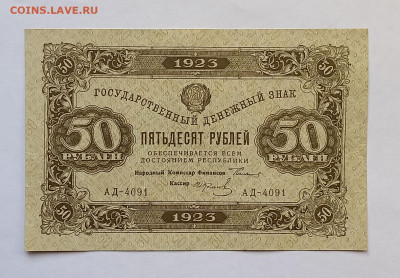 COINS.ЛАVE.RU
50 1923 50
ГОСУДАРСТВЕННЫЙ ДЕНЕЖНЫЙ ЗНАК
50 ПЯТЬДЕСЯТ РУБЛЕЙ 50
РУБЛЕЙ ОБЕСПЕЧИВАЕТСЯ ВСЕМ РУБЛЕЙ
ДОСТОЯНИЕМ РЕСПУБЛИКИ
Народный Комиссар Финансов
Кассир
АД-4091 АД-4091
50 1923 50